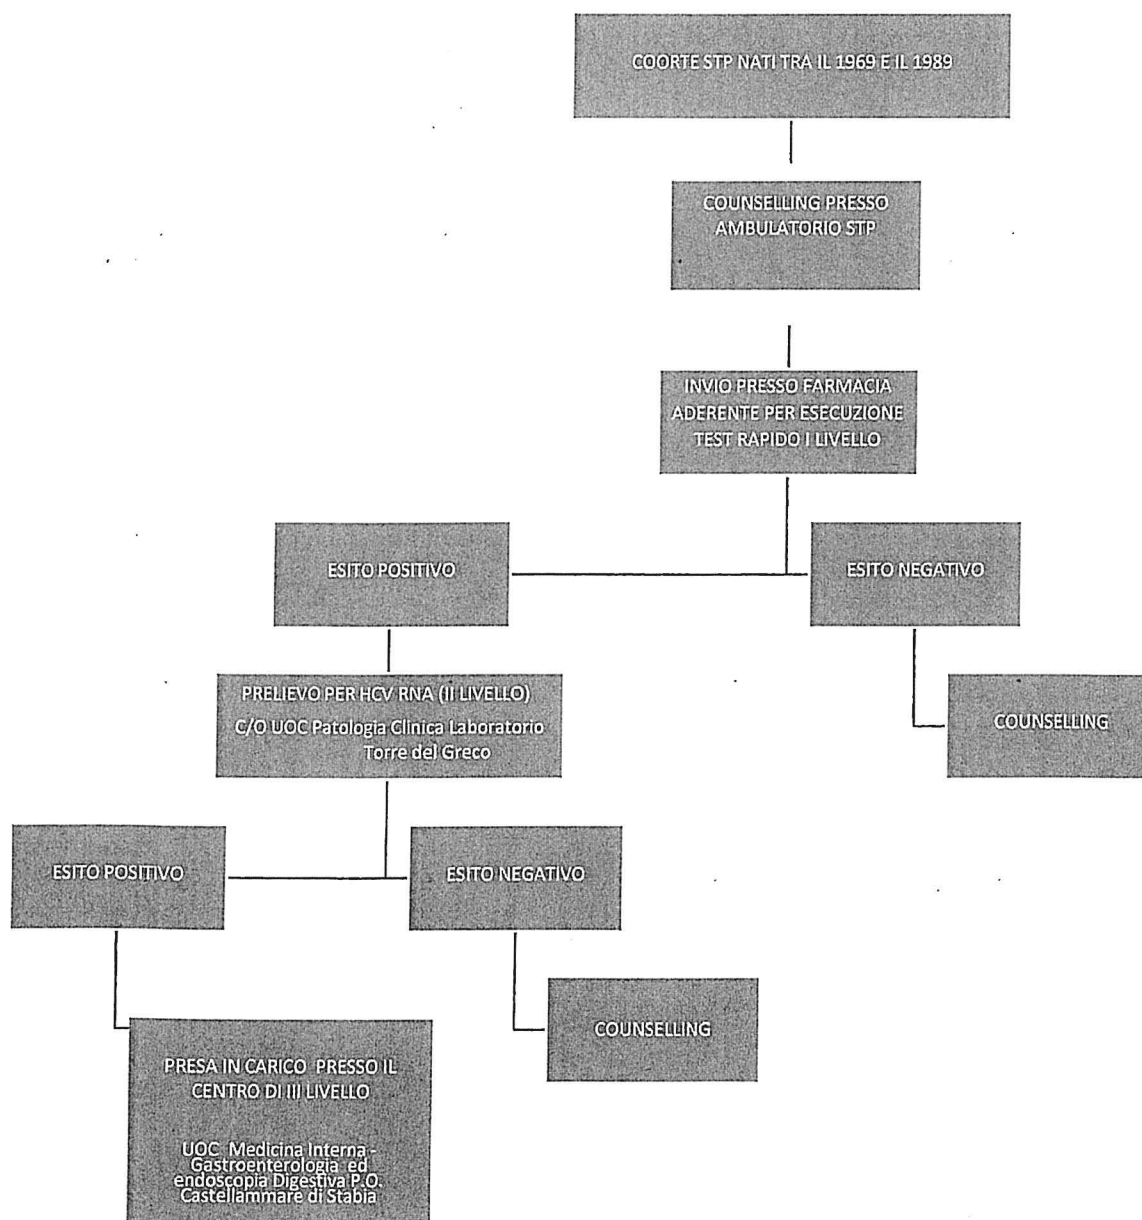 COORTE STP NATI TRA IL 1969 E IL 1989
COUNSELLING PRESSO
AMBULATORIO STP
INVIO PRESSO FARMACIA
ADERENTE PER ESECUZIONE
TEST RAPIDO I LIVELLO
ESITO POSITIVO
ESITO NEGATIVO
PRELIEVO PER HCV RNA (II LIVELLO)
C/O UOC Patologia Clinica Laboratorio
Torre del Greco
COUNSELLING
ESITO POSITIVO
ESITO NEGATIVO
COUNSELLING
PRESA IN CARICO PRESSO IL
CENTRO DI III LIVELLO
UOC Medicina Interna -
Gastroenterologia ed
endoscopia Digestiva P.O.
Castellammare di Stabia